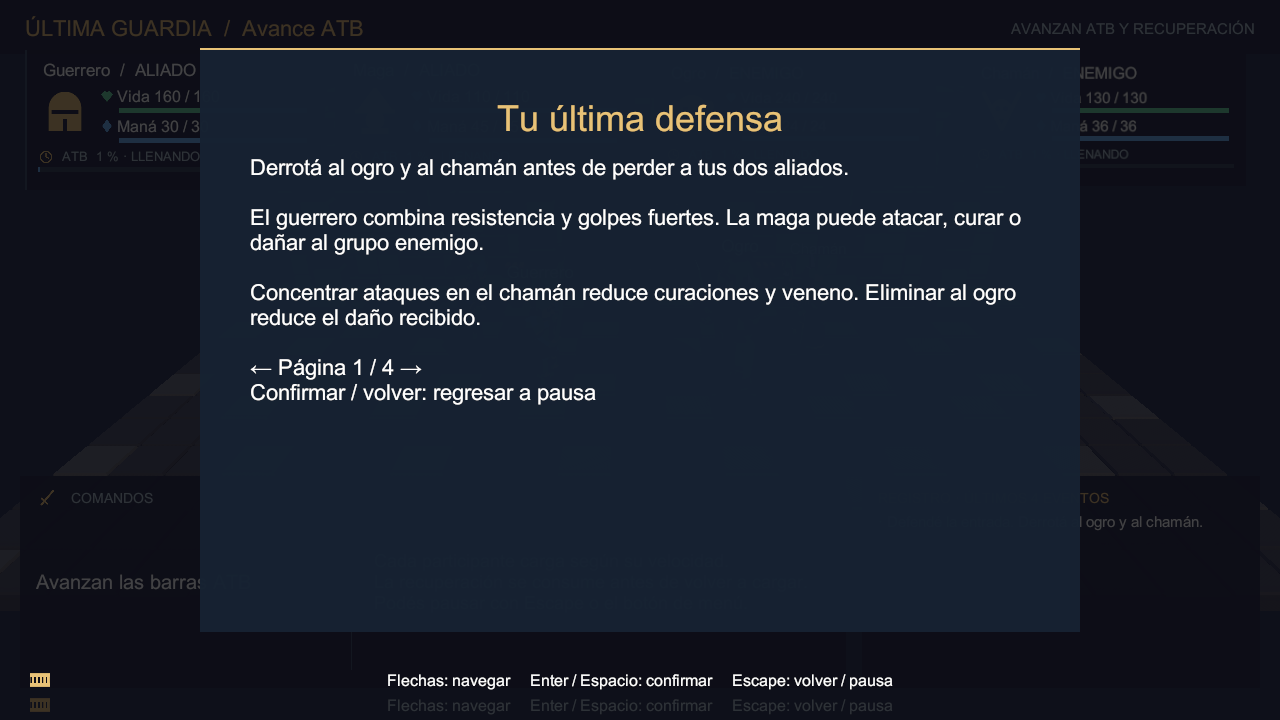 ÚLTIMA GUARDIA / Avance ATB
AVANZAN ATB Y RECUPERACIÓN
Guerrero / ALIADO
Vida 160 / 1
Maná 30 / 3
ATB 1 % · LLENANDO
NEMIGO
130 / 130
á 36 / 36
ENANDO
Tu última defensa
Derrotá al ogro y al chamán antes de perder a tus dos aliados.
El guerrero combina resistencia y golpes fuertes. La maga puede atacar, curar o
dañar al grupo enemigo.
Concentrar ataques en el chamán reduce curaciones y veneno. Eliminar al ogro
reduce el daño recibido.
← Página 1 / 4 →
Confirmar / volver: regresar a pausa
COMANDOS
Avanzan las barras
TOS
l ogro y al chamán.
Flechas: navegar Enter / Espacio: confirmar Escape: volver / pausa
Flechas: navegar Enter / Espacio: confirmar Escape: volver / pausa